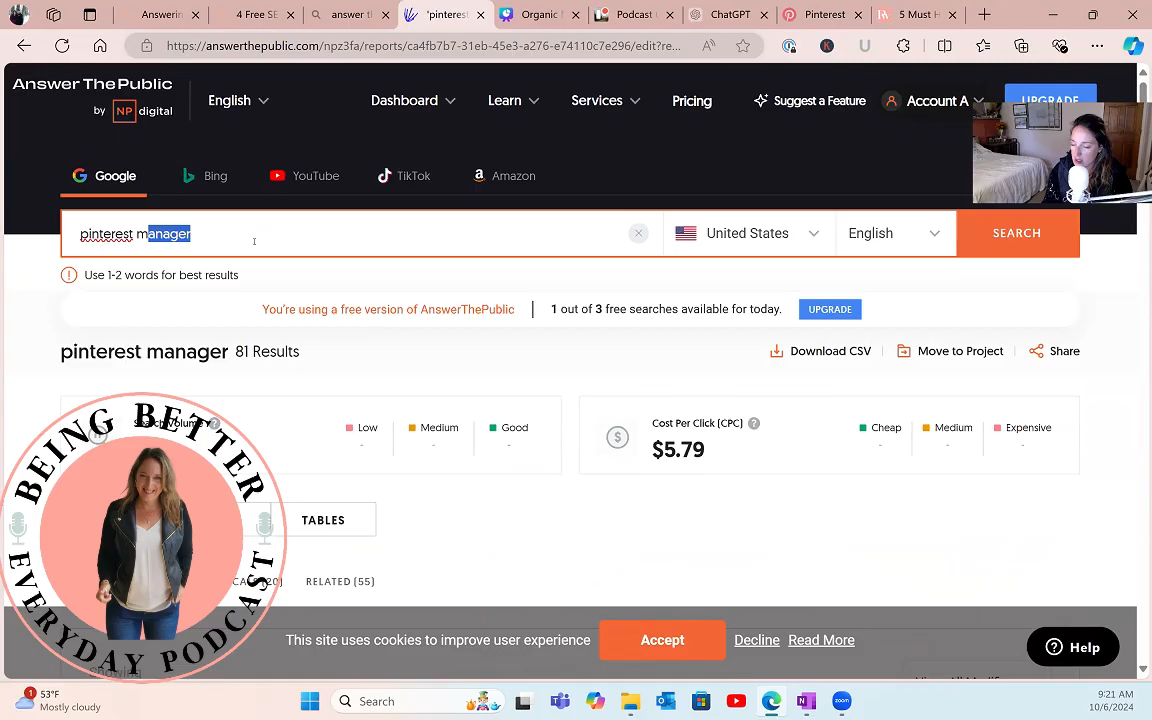 Answerin
4 Free SE
answer th
'pinterest
Organic
Podcast
ChatGPT
Pinterest
5 Must H
https://answerthepublic.com/npz3fa/reports/ca4fb7b7-31eb-45e3-a276-e74110c7e296/edit?re...
AnswerThePublic
by NP digital
English
Dashboard
Learn
Services
Pricing
Suggest a Feature
Account A
UPGRADE
Google
Bing
YouTube
TikTok
Amazon
pinterest manager
United States
English
SEARCH
Use 1-2 words for best results
You're using a free version of AnswerThePublic
1 out of 3 free searches available for today.
UPGRADE
pinterest manager 81 Results
Download CSV
Move to Project
Share
Search Volume
Low
Medium
Good
Cost Per Click [CPC]
$5.79
Cheap
Medium
Expensive
TABLES
RELATED (55)
BEING BETTER
EVERYDAY PODCAST
This site uses cookies to improve user experience
Accept
Decline
Read More
Help
Showing
53°F
Mostly cloudy
1
Search
9:21 AM
10/6/2024